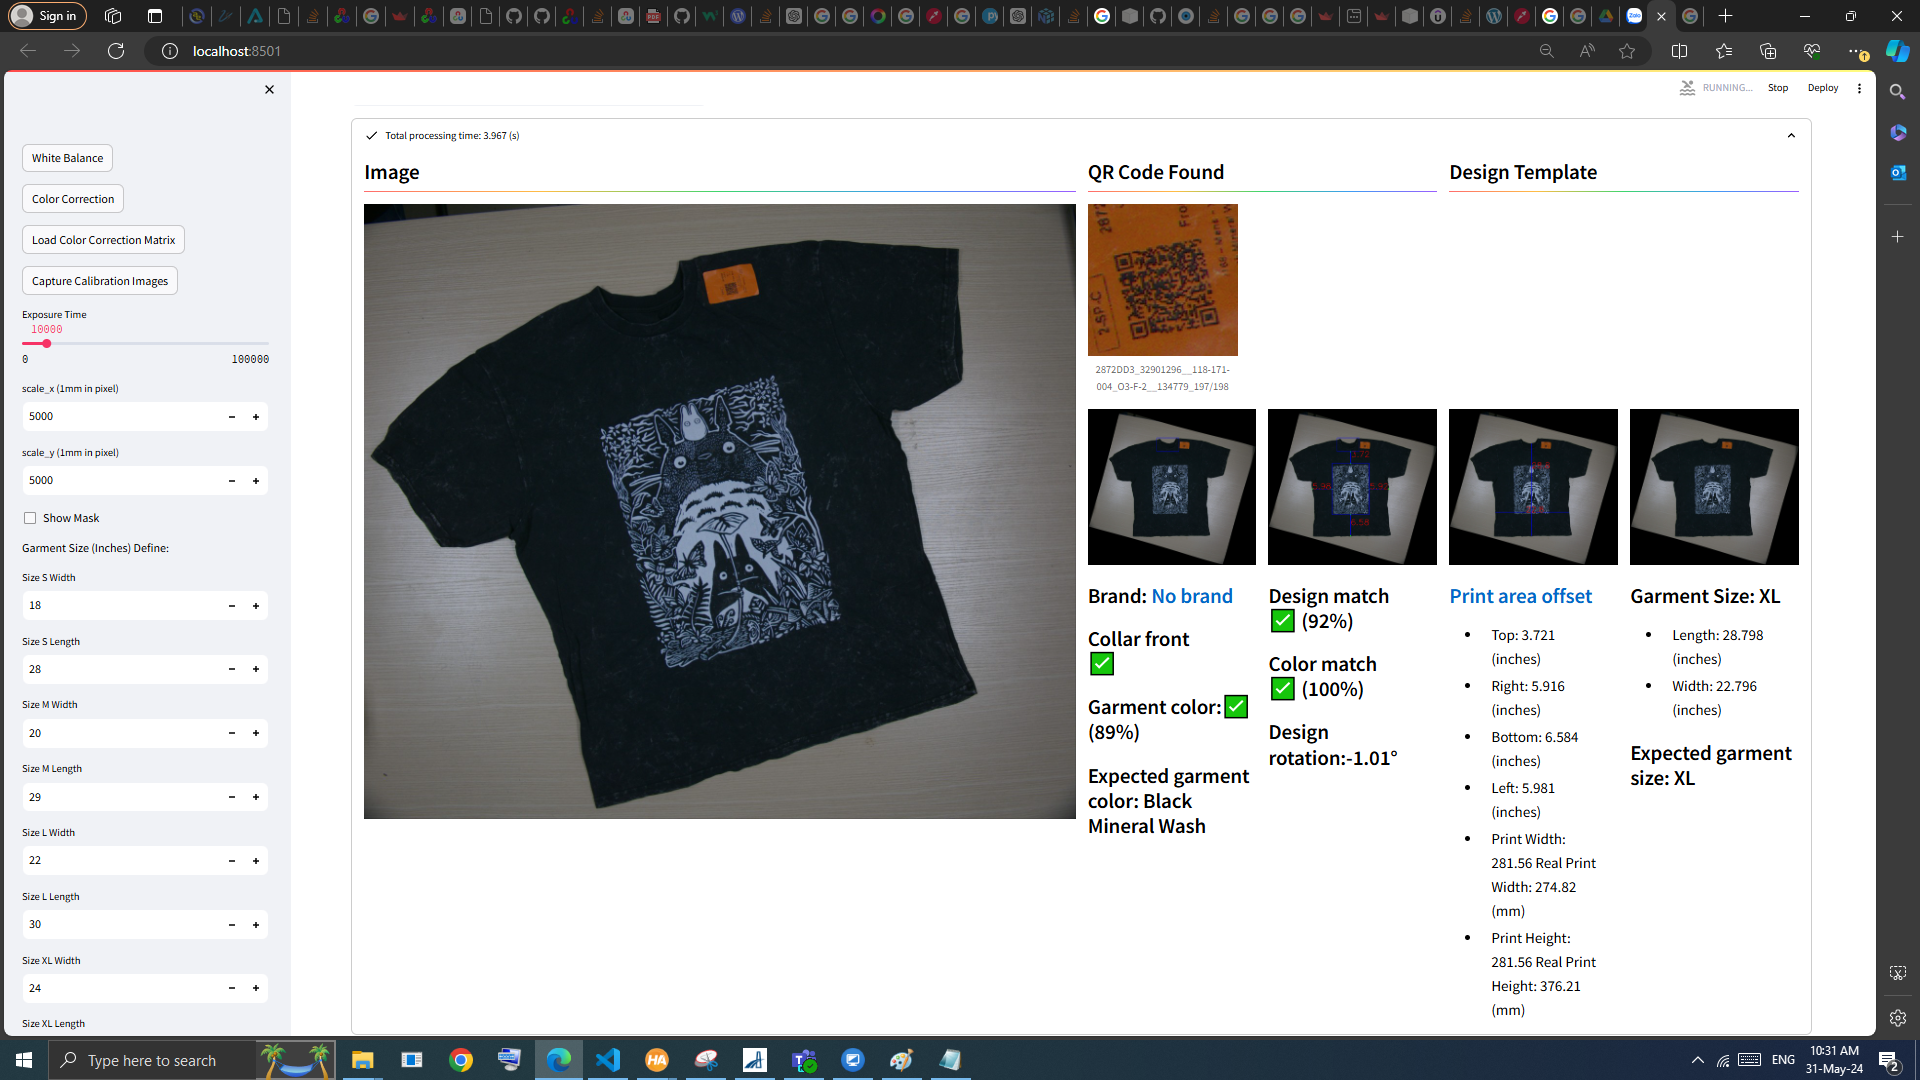 Sign in
localhost:8501
RUNNING...
Stop
Deploy
White Balance
Color Correction
Load Color Correction Matrix
Capture Calibration Images
Exposure Time
10000
0
100000
scale_x (1mm in pixel)
5000
scale_y (1mm in pixel)
5000
Show Mask
Garment Size (Inches) Define:
Size S Width
18
Size S Length
28
Size M Width
20
Size M Length
29
Size L Width
22
Size L Length
30
Size XL Width
24
Size XL Length
Total processing time: 3.967 (s)
Image
QR Code Found
Design Template
2872DD3_32901296__118-171-
004_O3-F-2__134779_197/198
Brand: No brand
Collar front
Garment color:
(89%)
Expected garment
color: Black
Mineral Wash
Design match
(92%)
Color match
(100%)
Design
rotation:-1.01°
Print area offset
Top: 3.721
(inches)
Right: 5.916
(inches)
Bottom: 6.584
(inches)
Left: 5.981
(inches)
Print Width:
281.56 Real Print
Width: 274.82
(mm)
Print Height:
281.56 Real Print
Height: 376.21
(mm)
Garment Size: XL
Length: 28.798
(inches)
Width: 22.796
(inches)
Expected garment
size: XL
Type here to search
ENG
10:31 AM
31-May-24
2